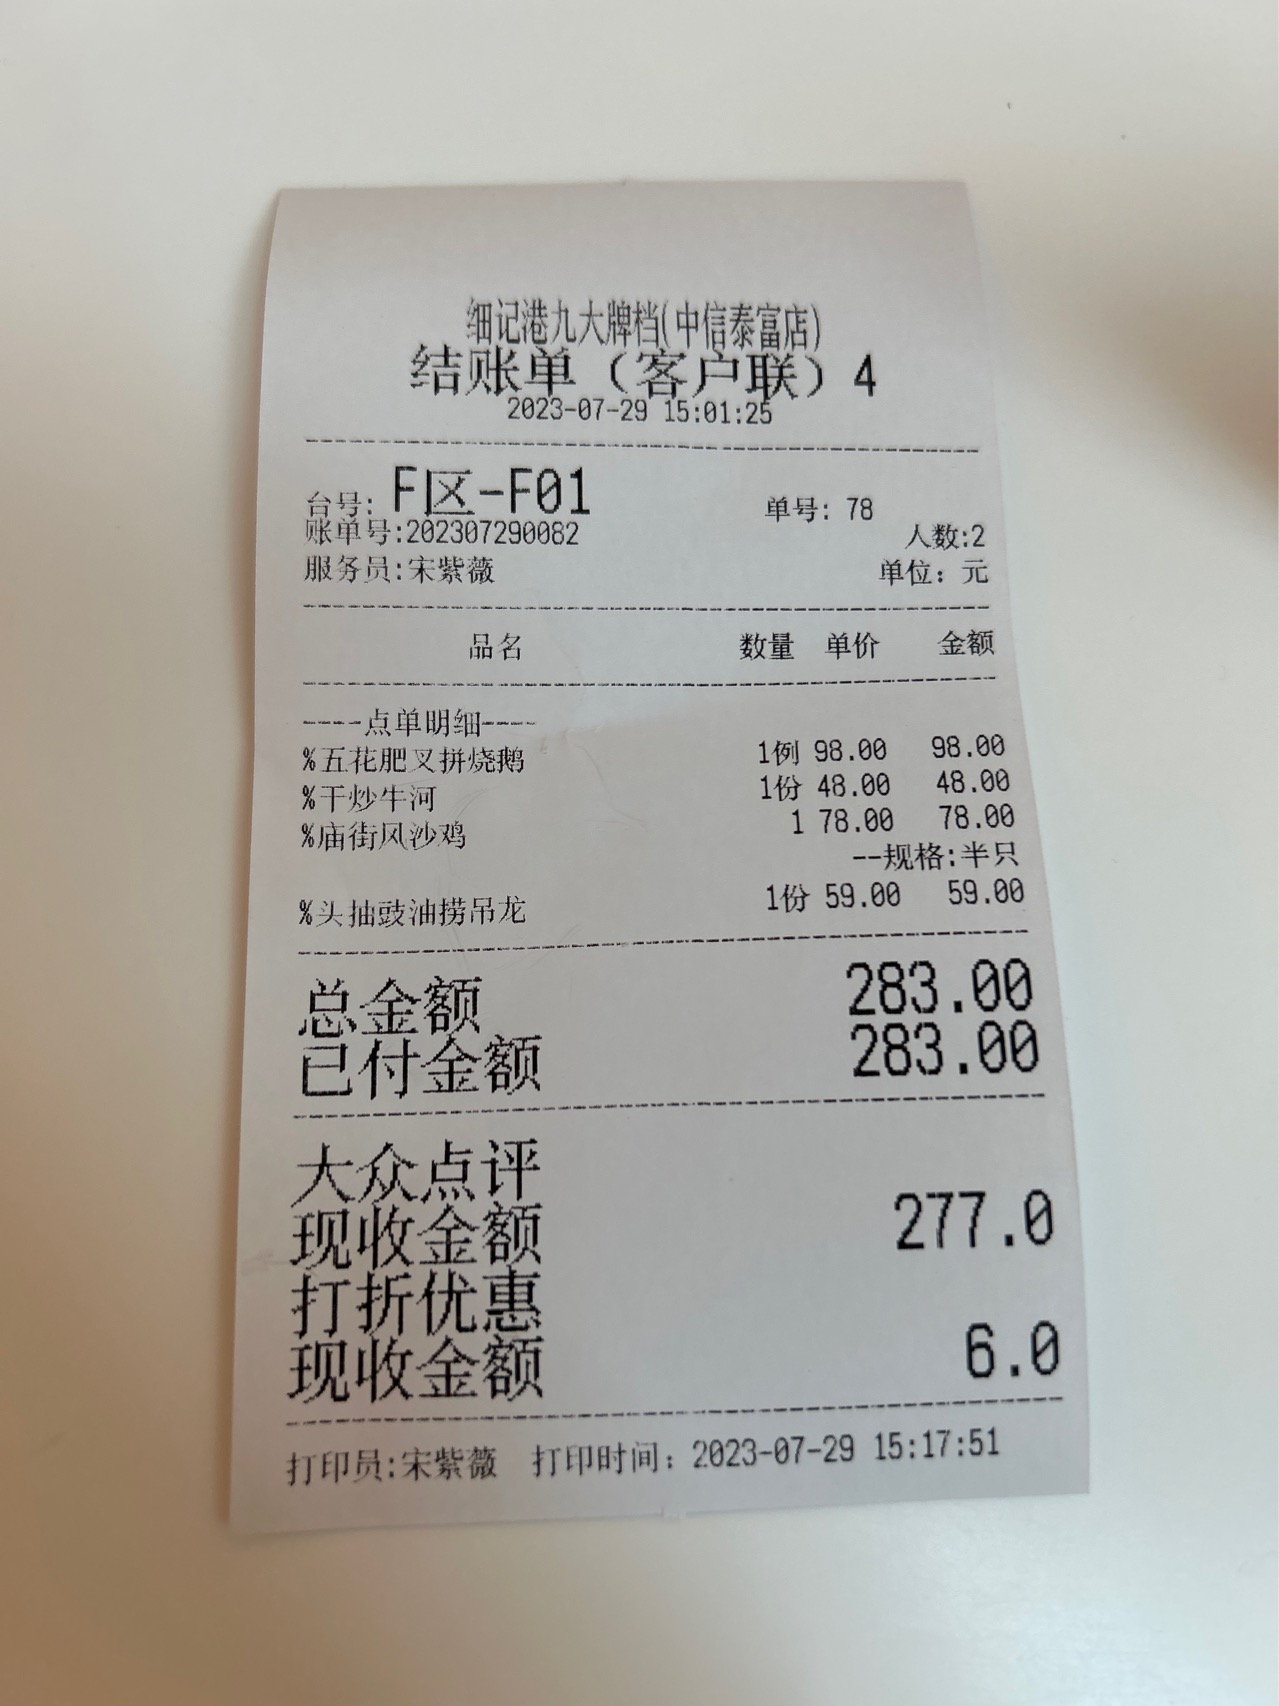 细记港九大牌档(中信泰富店)
结账单（客户联）4
2023-07-29 15:01:25
台号: F区-F01 单号: 78
账单号:202307290082 人数:2
服务员:宋紫薇 单位: 元
品名 数量 单价 金额
----点单明细----
%五花肥叉拼烧鹅 1例 98.00 98.00
%干炒牛河 1份 48.00 48.00
%庙街风沙鸡 1 78.00 78.00
--规格:半只
%头抽豉油捞吊龙 1份 59.00 59.00
总金额 283.00
已付金额 283.00
大众点评
现收金额 277.0
打折优惠
现收金额 6.0
打印员:宋紫薇 打印时间: 2023-07-29 15:17:51